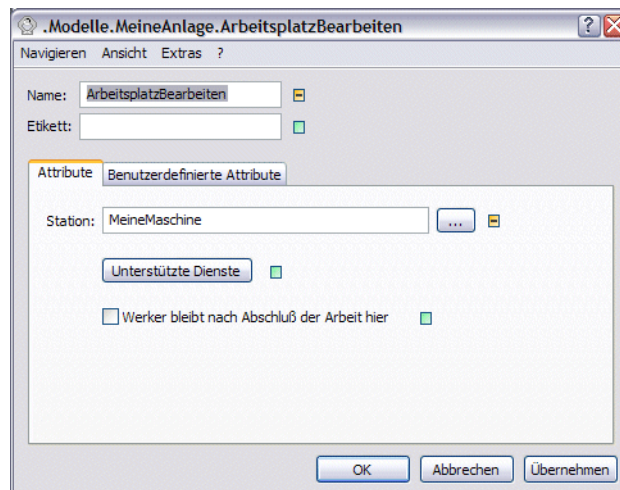 .Modelle.MeineAnlage.ArbeitsplatzBearbeiten
Navigieren Ansicht Extras ?
Name: ArbeitsplatzBearbeiten
Etikett:
Attribute Benutzerdefinierte Attribute
Station: MeineMaschine ...
Unterstützte Dienste
Werker bleibt nach Abschluß der Arbeit hier
OK Abbrechen Übernehmen